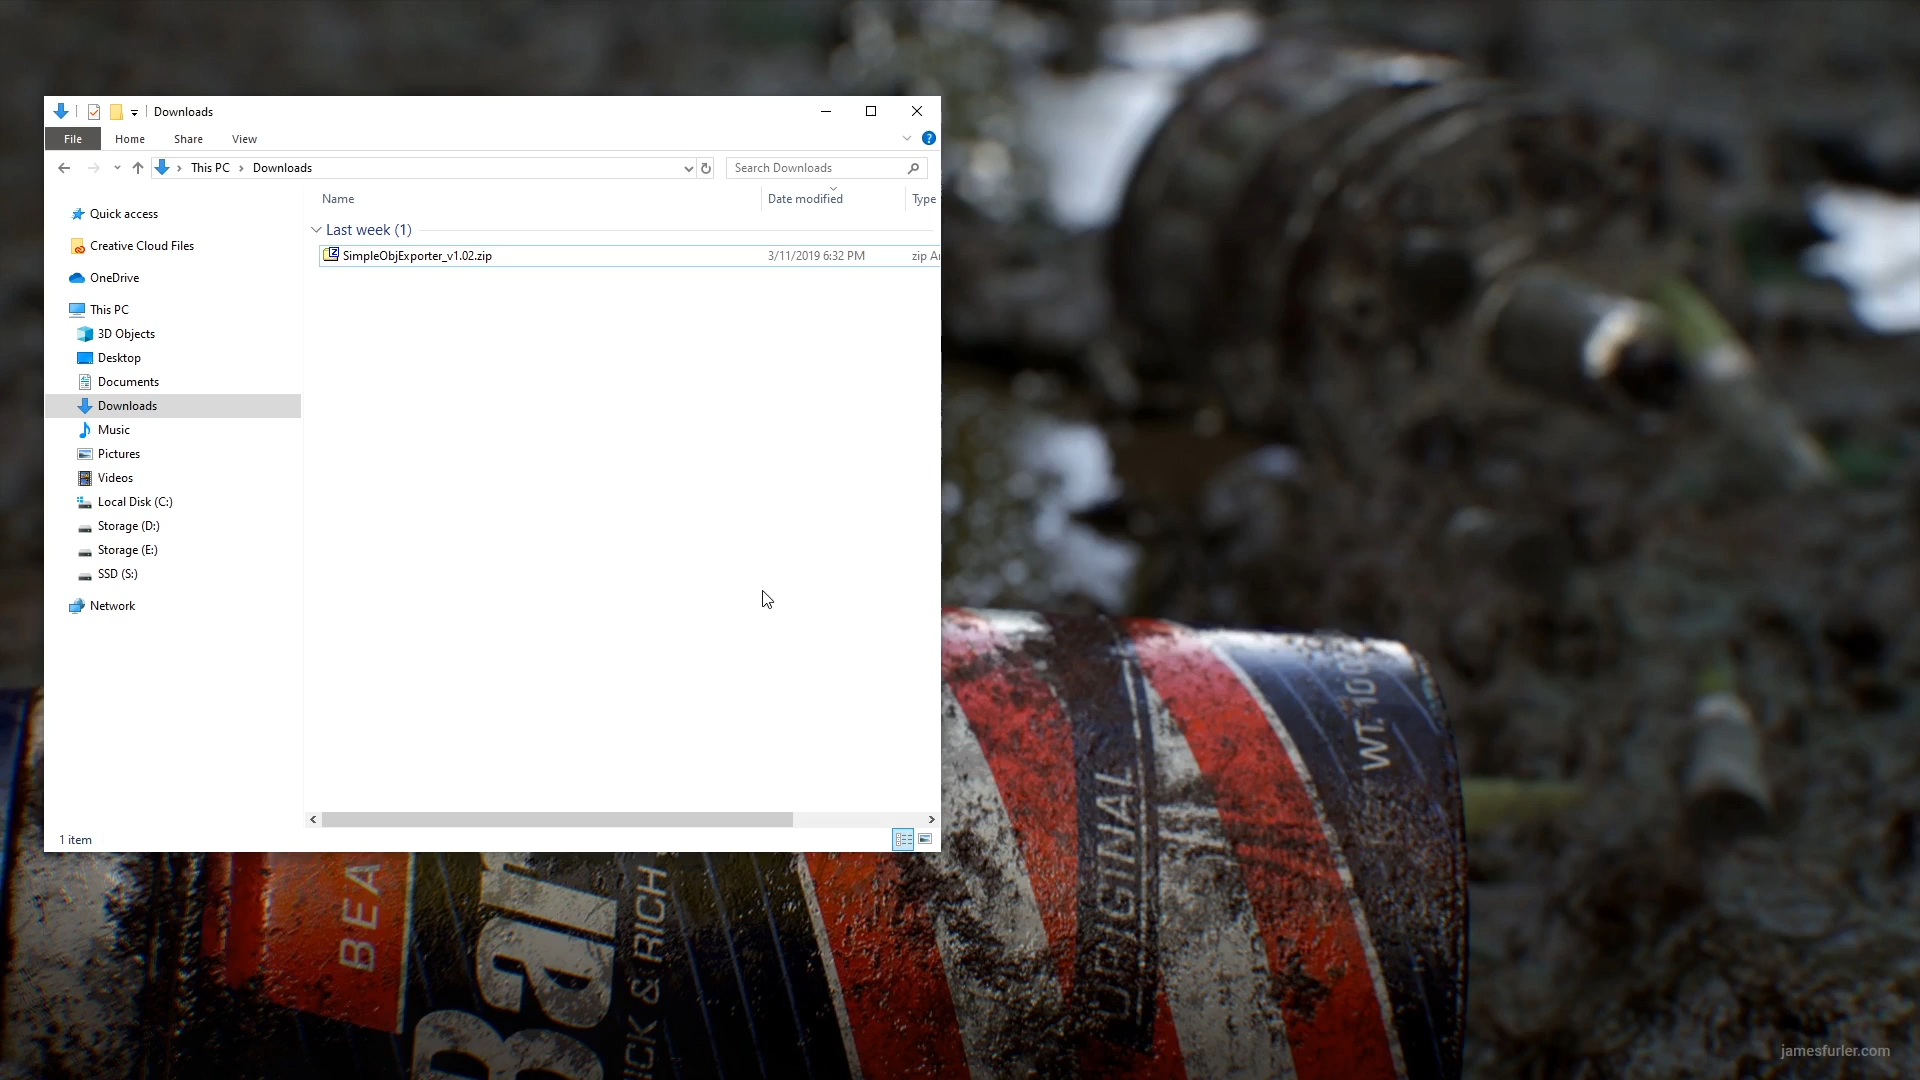 Downloads
File Home Share View
This PC > Downloads
Search Downloads
Name Date modified Type
Last week (1)
SimpleObjExporter_v1.02.zip 3/11/2019 6:32 PM zip
Quick access
Creative Cloud Files
OneDrive
This PC
3D Objects
Desktop
Documents
Downloads
Music
Pictures
Videos
Local Disk (C:)
Storage (D:)
Storage (E:)
SSD (S:)
Network
1 item
WT.
ORIGINAL
BEA
& RICH
jamesfurler.com